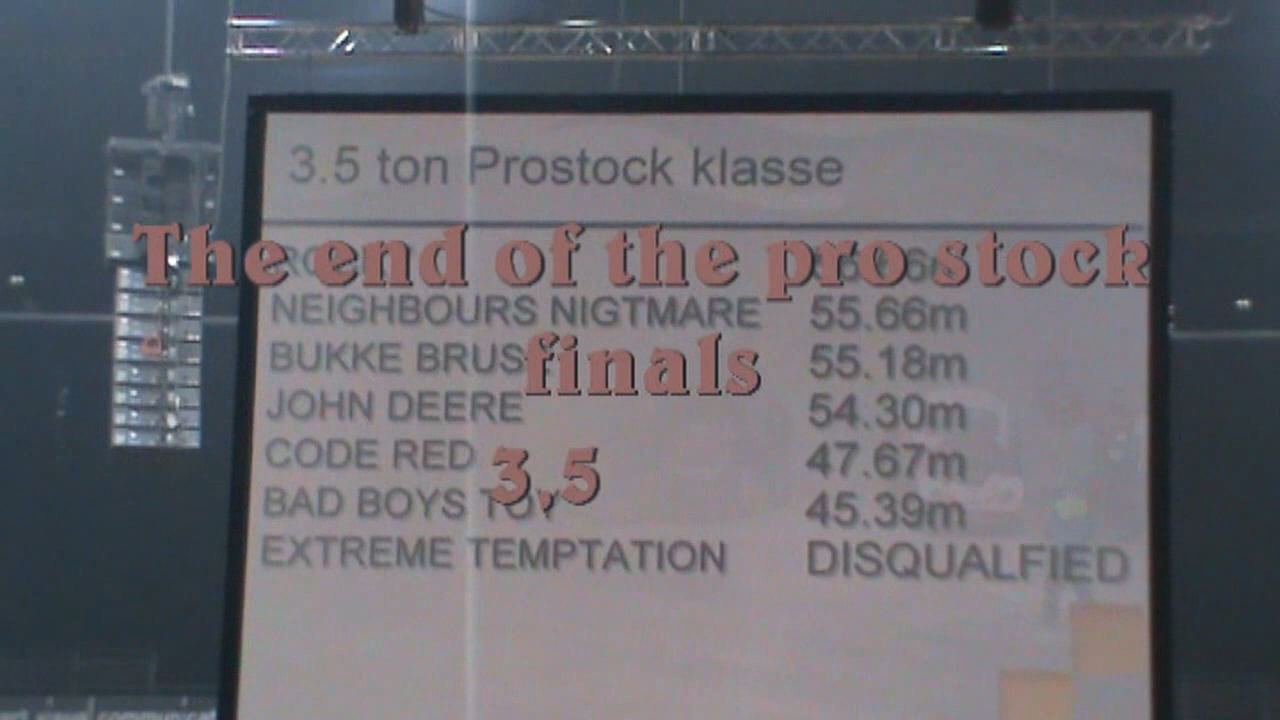 3.5 ton Prostock klasse
The end of the pro stock
NEIGHBOURS NIGTMARE 55.66m
finals
BUKKE BRUS 55.18m
JOHN DEERE 54.30m
CODE RED 47.67m
3,5
BAD BOYS TOY 45.39m
EXTREME TEMPTATION DISQUALFIED